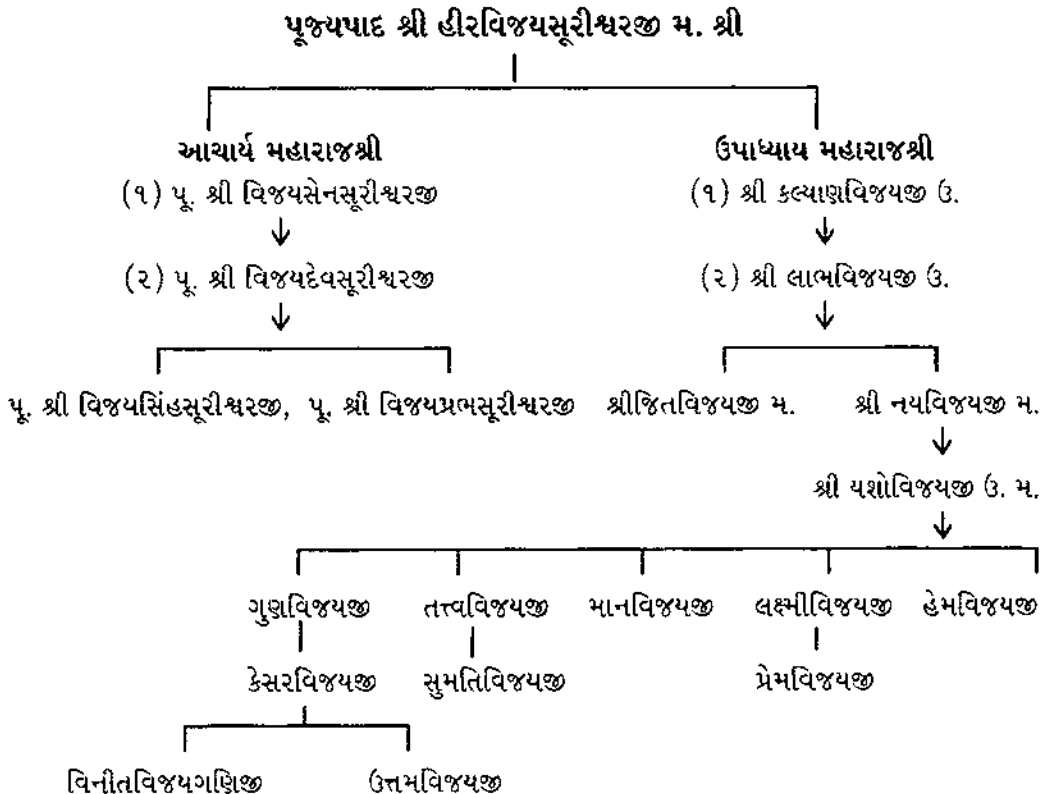 પૂજ્યપાદ શ્રી હીરવિજયસૂરીશ્વરજી મ. શ્રી
આચાર્ય મહારાજશ્રી ઉપાધ્યાય મહારાજશ્રી
(૧) પૂ. શ્રી વિજયસેનસૂરીશ્વરજી (૧) શ્રી કલ્યાણવિજયજી ઉ.
(૨) પૂ. શ્રી વિજયદેવસૂરીશ્વરજી (૨) શ્રી લાભવિજયજી ઉ.
પૂ. શ્રી વિજયસિંહસૂરીશ્વરજી, પૂ. શ્રી વિજયપ્રભસૂરીશ્વરજી શ્રીજિતવિજયજી મ. શ્રી નયવિજયજી મ.
શ્રી યશોવિજયજી ઉ. મ.
ગુણવિજયજી તત્ત્વવિજયજી માનવિજયજી લક્ષ્મીવિજયજી હેમવિજયજી
કેસરવિજયજી સુમતિવિજયજી પ્રેમવિજયજી
વિનીતવિજયગણિજી ઉત્તમવિજયજી